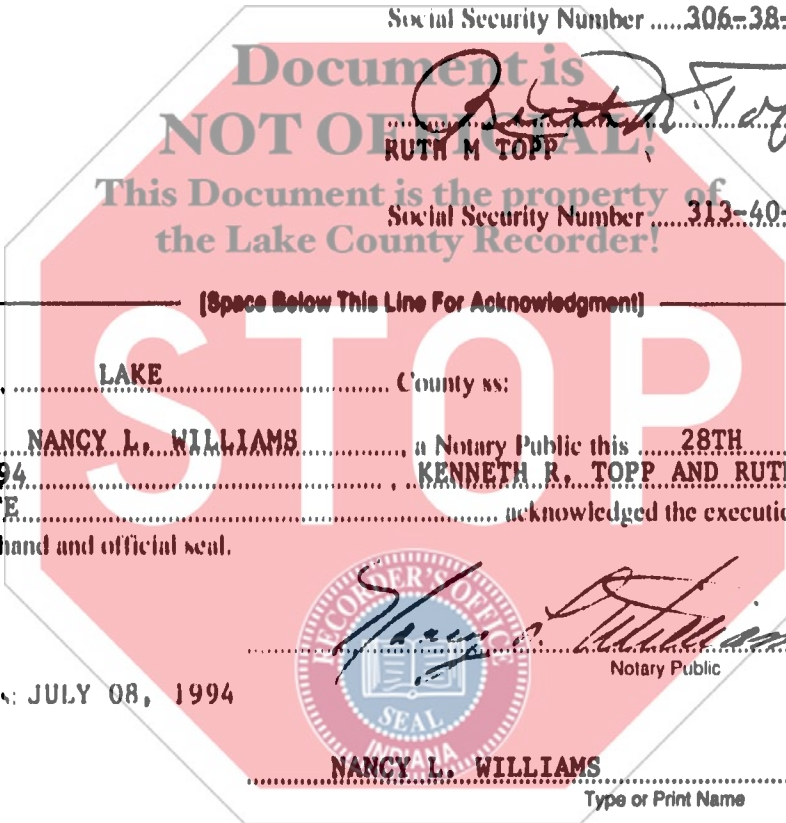 Social Security Number ..... 306-38-
Document is
NOT OFFICIAL!
RUTH M TOPP
This Document is the property of
Social Security Number ..... 313-40-
the Lake County Recorder!
[Space Below This Line For Acknowledgment]
STOP
LAKE County ss:
NANCY L. WILLIAMS , a Notary Public this 28TH
94 , KENNETH R. TOPP AND RUTH
E acknowledged the executio
hand and official seal.
RECORDER'S OFFICE
SEAL
INDIANA
Notary Public
s: JULY 08, 1994
NANCY L. WILLIAMS
Type or Print Name